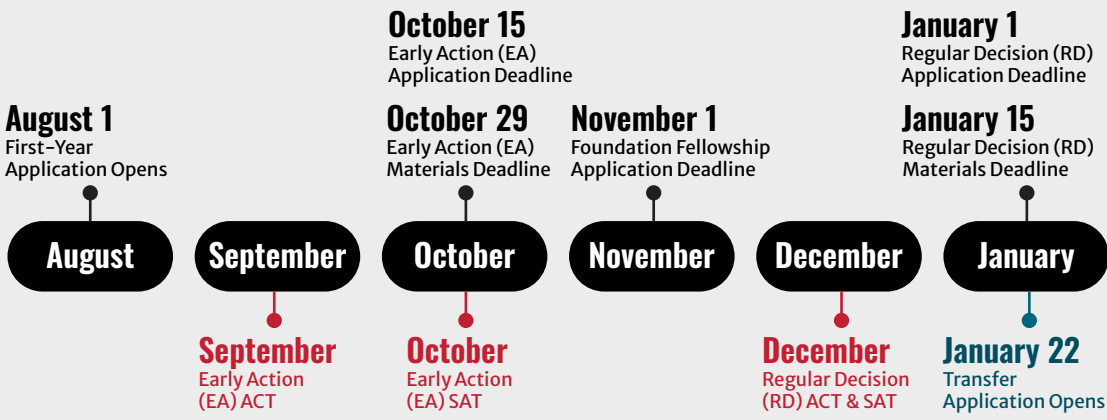 October 15
Early Action (EA)
Application Deadline
January 1
Regular Decision (RD)
Application Deadline
August 1
First-Year
Application Opens
October 29
Early Action (EA)
Materials Deadline
November 1
Foundation Fellowship
Application Deadline
January 15
Regular Decision (RD)
Materials Deadline
August
September
October
November
December
January
September
Early Action
(EA) ACT
October
Early Action
(EA) SAT
December
Regular Decision
(RD) ACT & SAT
January 22
Transfer
Application Opens